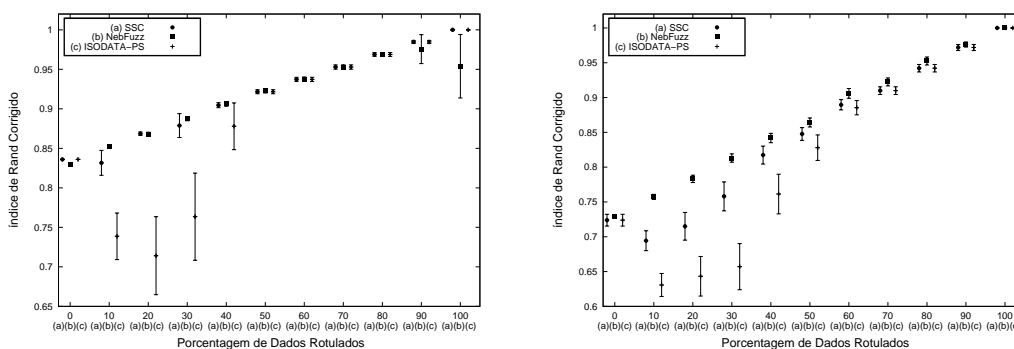 (a) SSC
(b) NebFuzz
(c) ISODATA-PS
índice de Rand Corrigido
1
0.95
0.9
0.85
0.8
0.75
0.7
0.65
0 10 20 30 40 50 60 70 80 90 100
(a)(b)(c) (a)(b)(c) (a)(b)(c) (a)(b)(c) (a)(b)(c) (a)(b)(c) (a)(b)(c) (a)(b)(c) (a)(b)(c) (a)(b)(c) (a)(b)(c)
Porcentagem de Dados Rotulados
(a) SSC
(b) NebFuzz
(c) ISODATA-PS
índice de Rand Corrigido
1
0.95
0.9
0.85
0.8
0.75
0.7
0.65
0.6
0 10 20 30 40 50 60 70 80 90 100
(a)(b)(c) (a)(b)(c) (a)(b)(c) (a)(b)(c) (a)(b)(c) (a)(b)(c) (a)(b)(c) (a)(b)(c) (a)(b)(c) (a)(b)(c) (a)(b)(c)
Porcentagem de Dados Rotulados